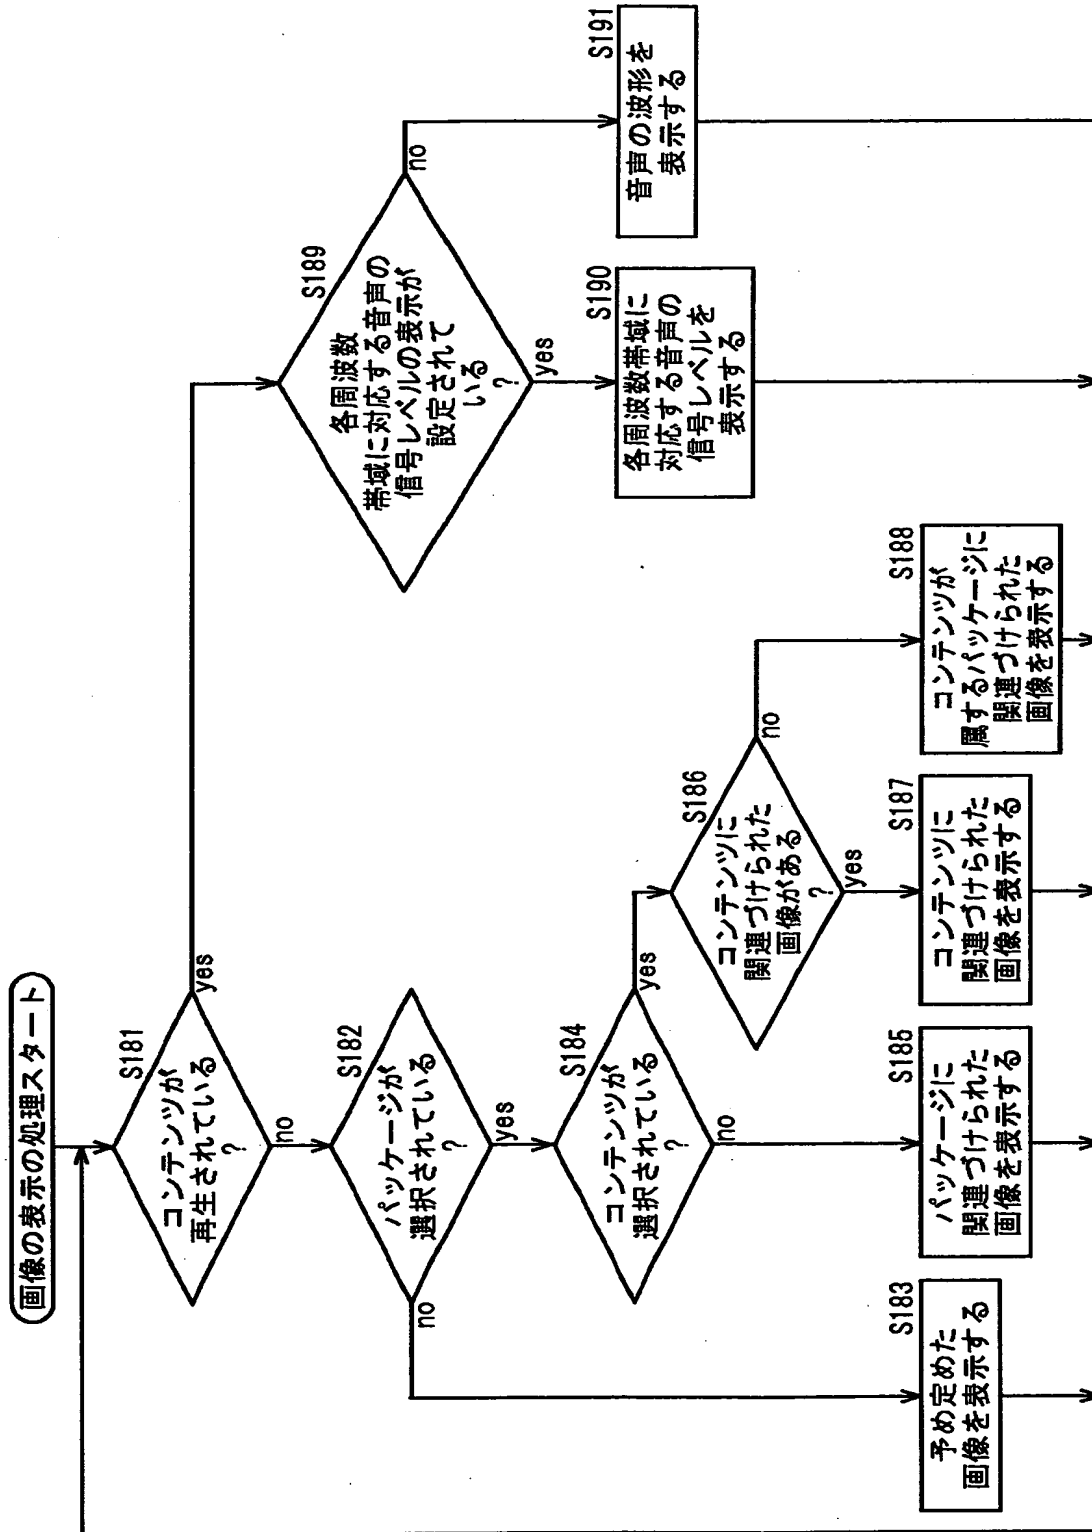 画像の表示の処理スタート
S181
コンテンツが
再生されている
?
yes
no
S182
パッケージが
選択されている
?
no
yes
S183
予め定めた
画像を表示する
S184
コンテンツが
選択されている
?
yes
no
S185
パッケージに
関連づけられた
画像を表示する
S186
コンテンツに
関連づけられた
画像がある
?
no
yes
S187
コンテンツに
関連づけられた
画像を表示する
S188
コンテンツが
属するパッケージに
関連づけられた
画像を表示する
S189
各周波数
帯域に対応する音声の
信号レベルの表示が
設定されて
いる
?
no
yes
S190
各周波数帯域に
対応する音声の
信号レベルを
表示する
S191
音声の波形を
表示する